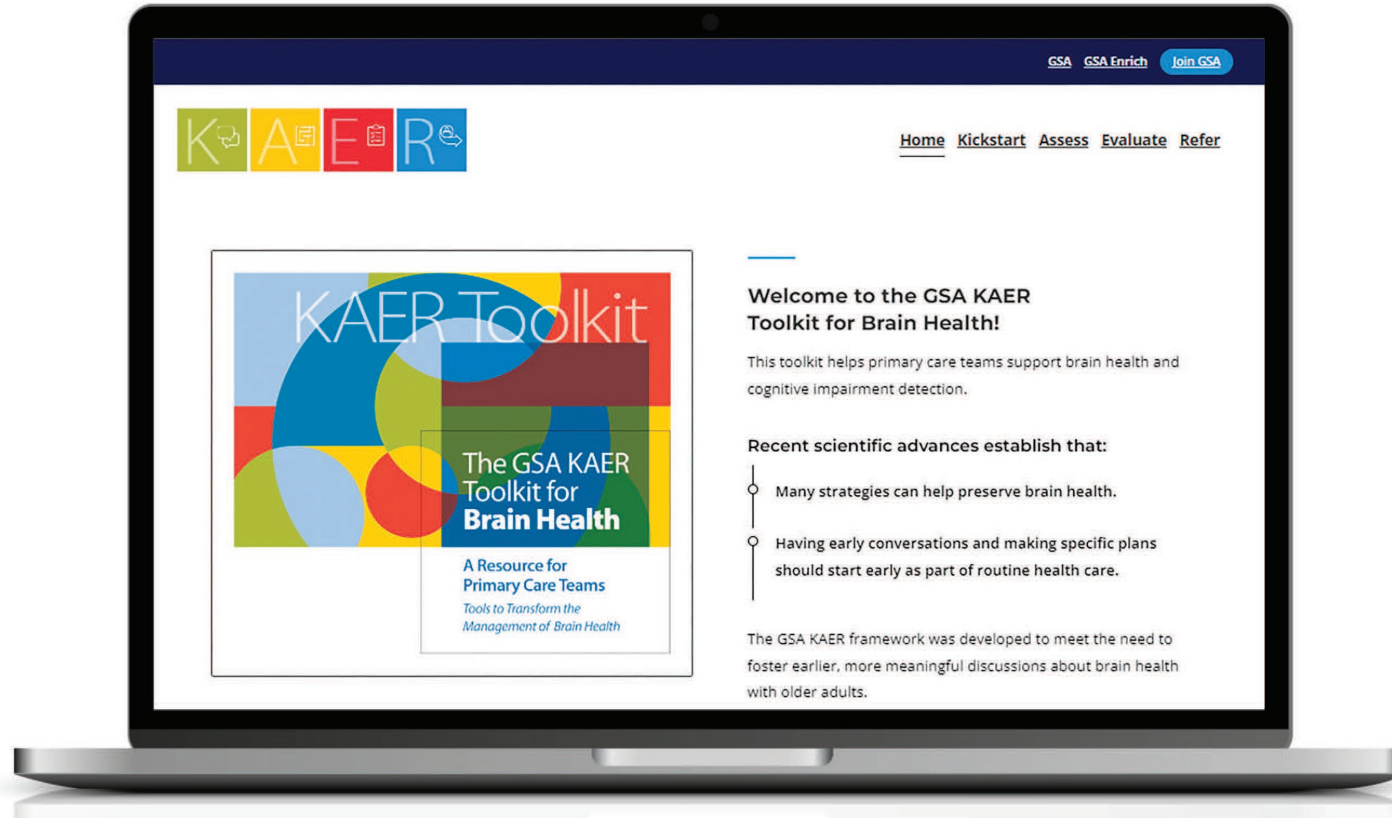 GSA GSA Enrich Join GSA
K A E R
Home Kickstart Assess Evaluate Refer
KAER Toolkit
The GSA KAER
Toolkit for
Brain Health
A Resource for
Primary Care Teams
Tools to Transform the
Management of Brain Health
Welcome to the GSA KAER
Toolkit for Brain Health!
This toolkit helps primary care teams support brain health and
cognitive impairment detection.
Recent scientific advances establish that:
Many strategies can help preserve brain health.
Having early conversations and making specific plans
should start early as part of routine health care.
The GSA KAER framework was developed to meet the need to
foster earlier, more meaningful discussions about brain health
with older adults.